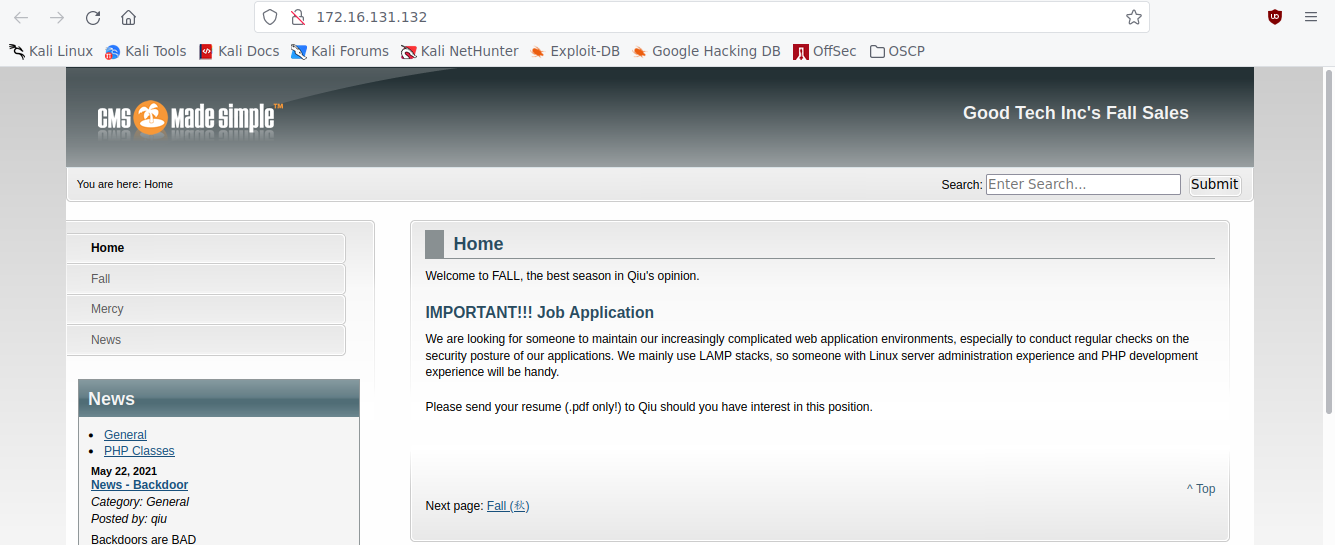 172.16.131.132
Kali Linux Kali Tools Kali Docs Kali Forums Kali NetHunter Exploit-DB Google Hacking DB OffSec OSCP
CMS made simple™
Good Tech Inc's Fall Sales
You are here: Home
Search: Enter Search... Submit
Home
Fall
Mercy
News
News
General
PHP Classes
May 22, 2021
News - Backdoor
Category: General
Posted by: qiu
Backdoors are BAD
Home
Welcome to FALL, the best season in Qiu's opinion.
IMPORTANT!!! Job Application
We are looking for someone to maintain our increasingly complicated web application environments, especially to conduct regular checks on the
security posture of our applications. We mainly use LAMP stacks, so someone with Linux server administration experience and PHP development
experience will be handy.
Please send your resume (.pdf only!) to Qiu should you have interest in this position.
^ Top
Next page: Fall (秋)